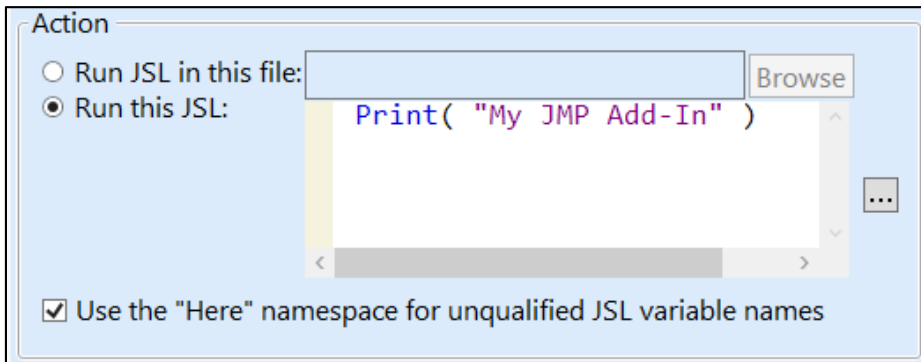 Action
Run JSL in this file: Browse
Run this JSL: Print( "My JMP Add-In" )
...
Use the "Here" namespace for unqualified JSL variable names